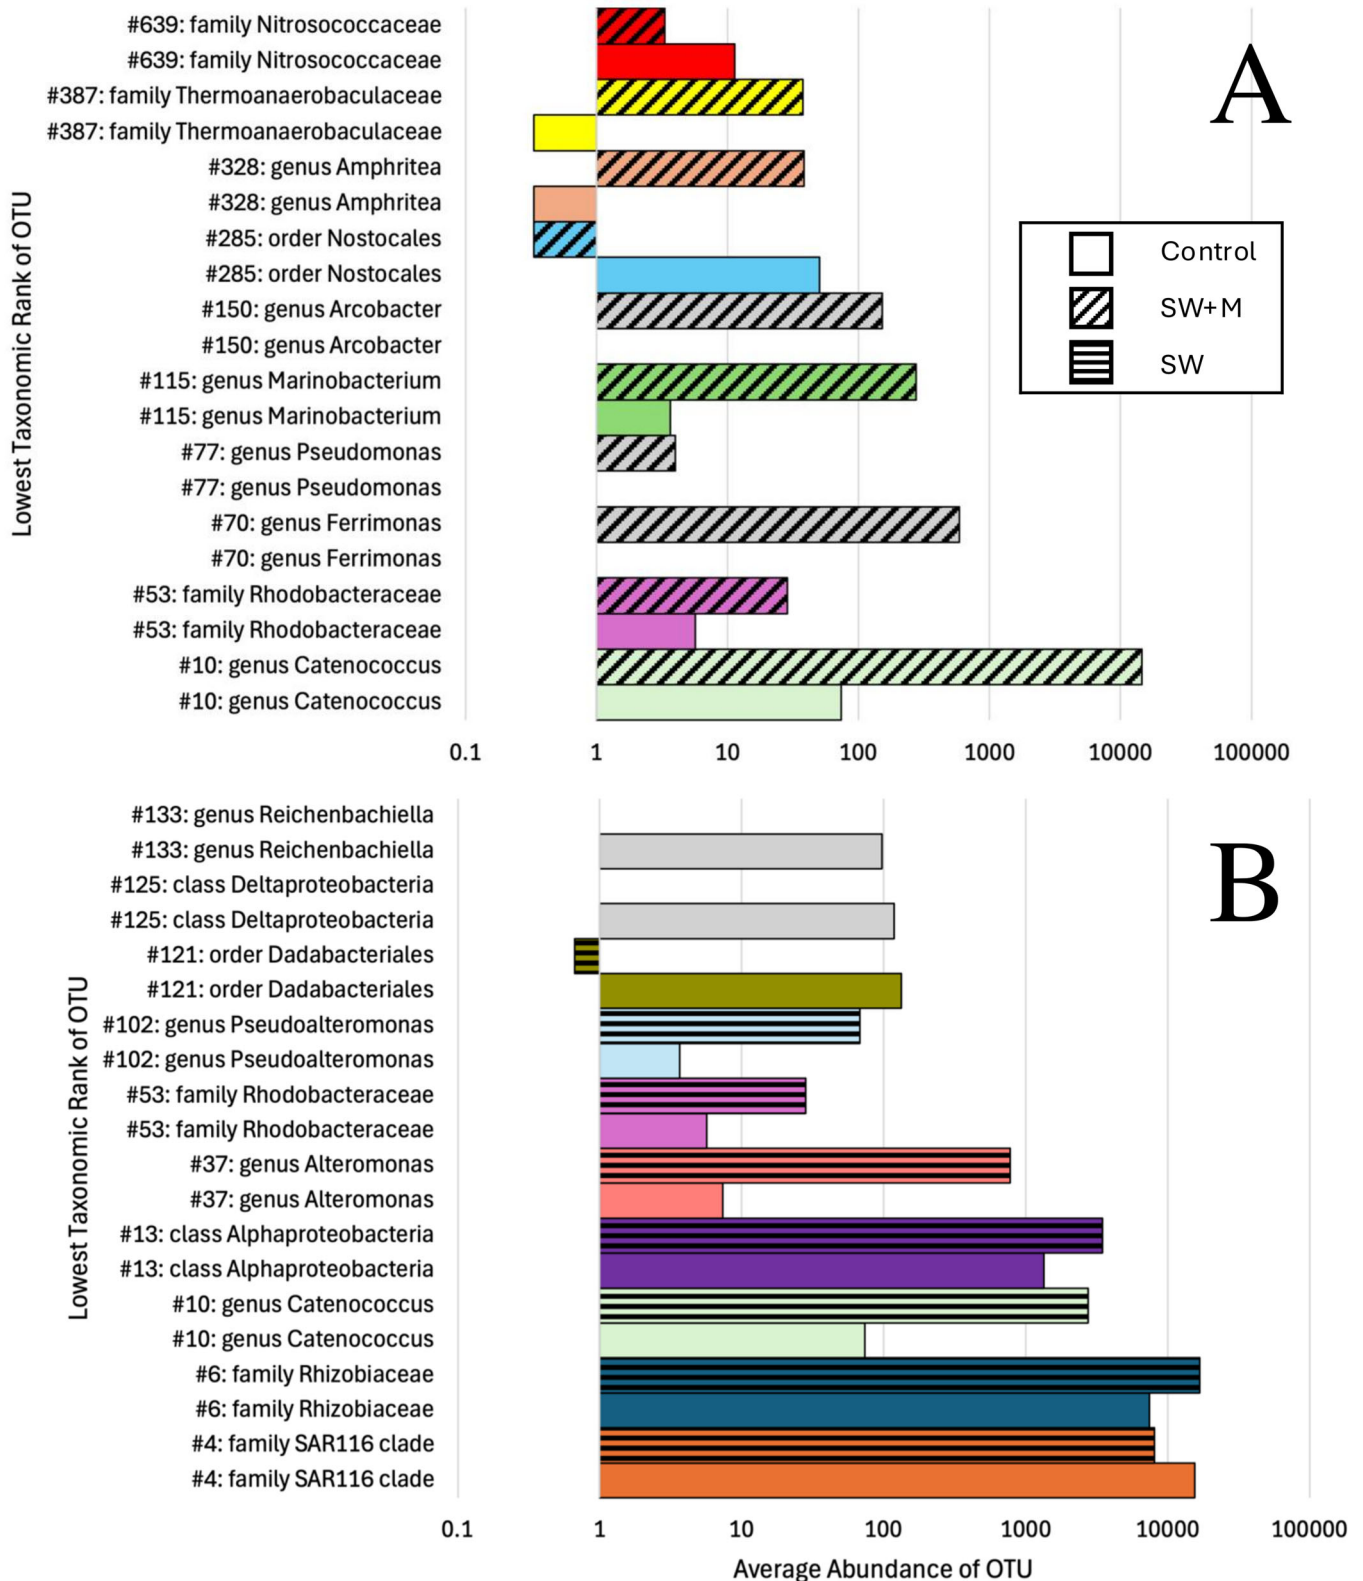 A
Lowest Taxonomic Rank of OTU
#639: family Nitrosococcaceae
#639: family Nitrosococcaceae
#387: family Thermoanaerobaculaceae
#387: family Thermoanaerobaculaceae
#328: genus Amphritea
#328: genus Amphritea
#285: order Nostocales
#285: order Nostocales
#150: genus Arcobacter
#150: genus Arcobacter
#115: genus Marinobacterium
#115: genus Marinobacterium
#77: genus Pseudomonas
#77: genus Pseudomonas
#70: genus Ferrimonas
#70: genus Ferrimonas
#53: family Rhodobacteraceae
#53: family Rhodobacteraceae
#10: genus Catenococcus
#10: genus Catenococcus
Control
SW+M
SW
0.1 1 10 100 1000 10000 100000
B
Lowest Taxonomic Rank of OTU
#133: genus Reichenbachiella
#133: genus Reichenbachiella
#125: class Deltaproteobacteria
#125: class Deltaproteobacteria
#121: order Dadabacteriales
#121: order Dadabacteriales
#102: genus Pseudoalteromonas
#102: genus Pseudoalteromonas
#53: family Rhodobacteraceae
#53: family Rhodobacteraceae
#37: genus Alteromonas
#37: genus Alteromonas
#13: class Alphaproteobacteria
#13: class Alphaproteobacteria
#10: genus Catenococcus
#10: genus Catenococcus
#6: family Rhizobiaceae
#6: family Rhizobiaceae
#4: family SAR116 clade
#4: family SAR116 clade
0.1 1 10 100 1000 10000 100000
Average Abundance of OTU